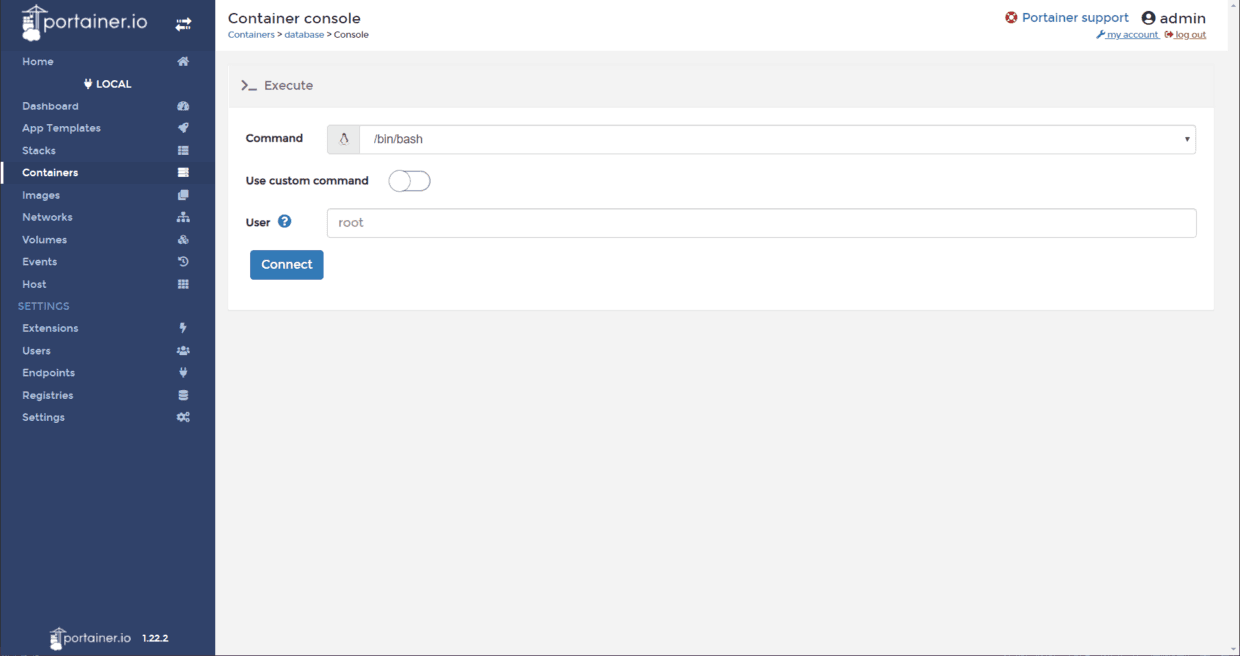 portainer.io
Home
LOCAL
Dashboard
App Templates
Stacks
Containers
Images
Networks
Volumes
Events
Host
SETTINGS
Extensions
Users
Endpoints
Registries
Settings
portainer.io 1.22.2
Container console
Containers > database > Console
Portainer support admin
my account log out
>_ Execute
Command /bin/bash
Use custom command
User ? root
Connect